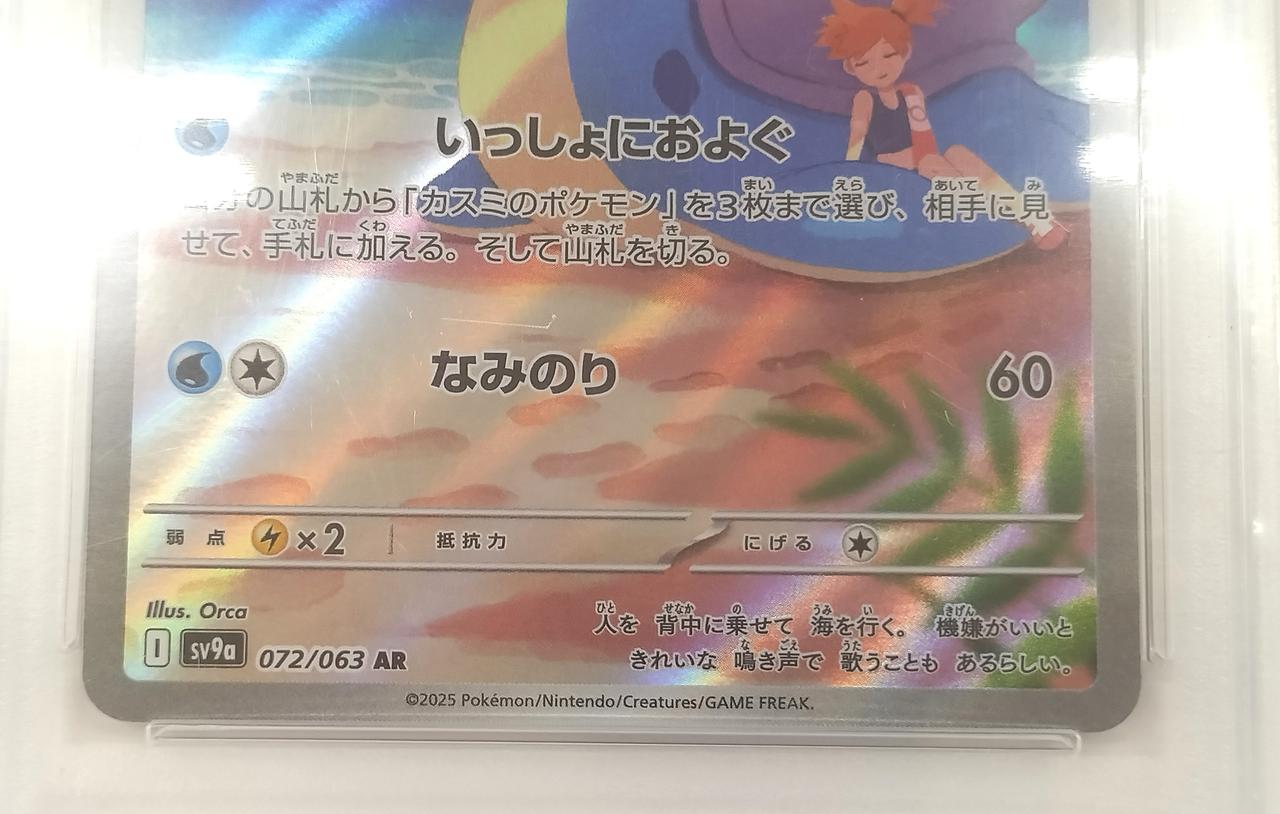 いっしょにおよぐ
自分の山札から「カスミのポケモン」を3枚まで選び、相手に見
せて、手札に加える。そして山札を切る。
なみのり 60
弱点 ×2 抵抗力 にげる
Illus. Orca
人を 背中に乗せて 海を行く。 機嫌がいいと
きれいな 鳴き声で 歌うことも あるらしい。
I sv9a 072/063 AR
©2025 Pokémon/Nintendo/Creatures/GAME FREAK.